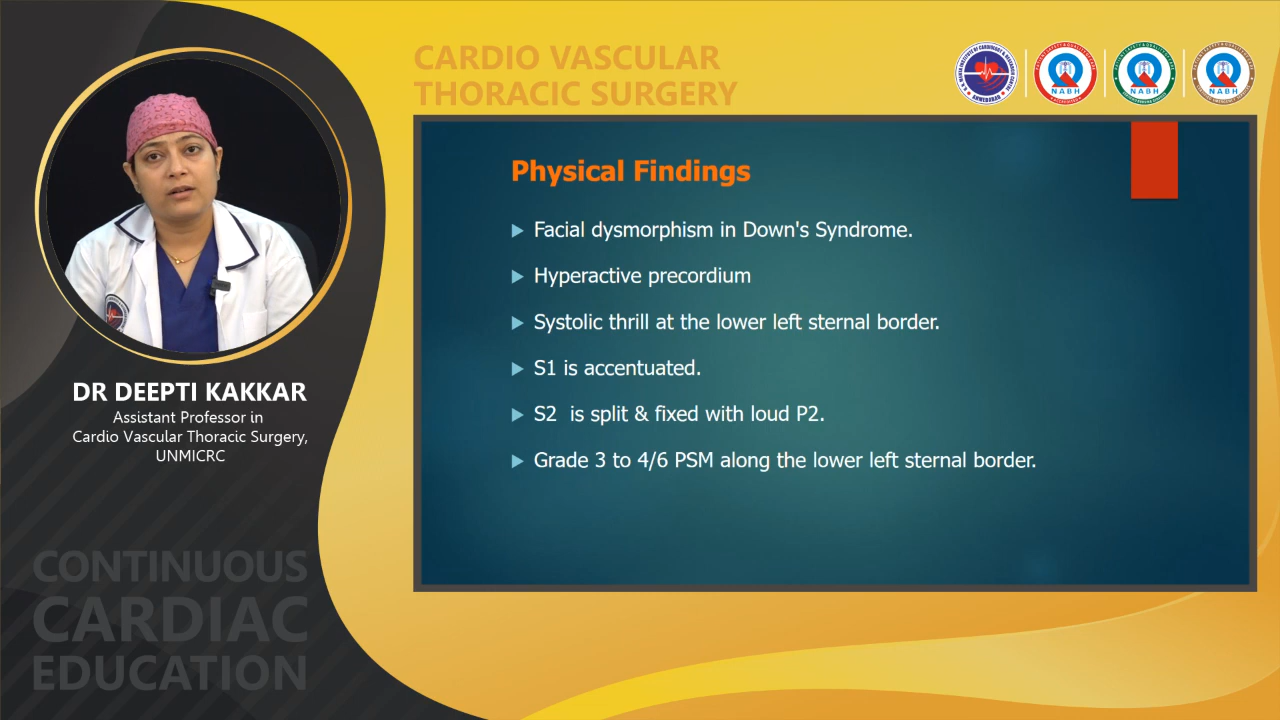 CARDIO VASCULAR
THORACIC SURGERY
NABH
NABH
NABH
Physical Findings
Facial dysmorphism in Down's Syndrome.
Hyperactive precordium
Systolic thrill at the lower left sternal border.
S1 is accentuated.
S2 is split & fixed with loud P2.
Grade 3 to 4/6 PSM along the lower left sternal border.
DR DEEPTI KAKKAR
Assistant Professor in
Cardio Vascular Thoracic Surgery,
UNMICRC
CONTINUOUS
CARDIAC
EDUCATION